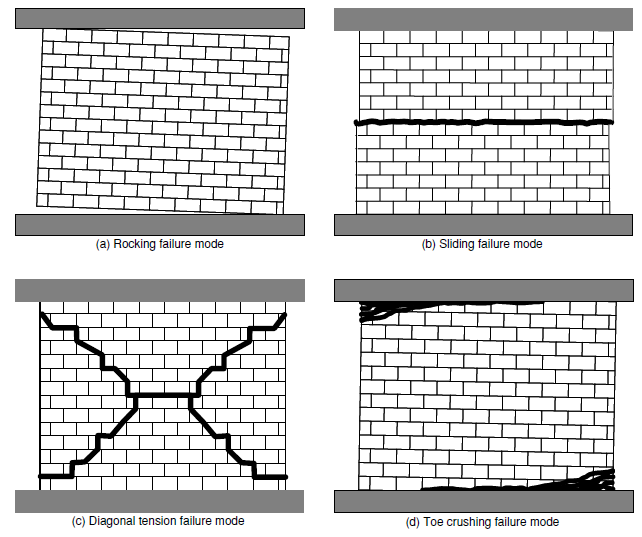 (a) Rocking failure mode
(b) Sliding failure mode
(c) Diagonal tension failure mode
(d) Toe crushing failure mode